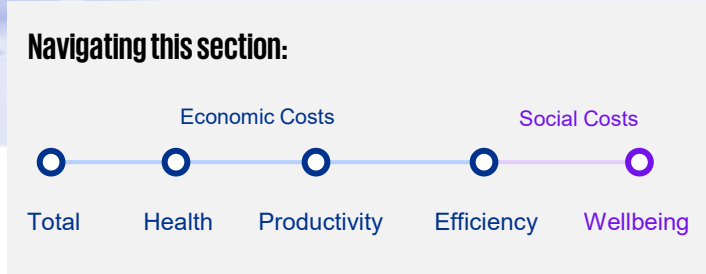 Navigating this section:
Economic Costs
Social Costs
Total
Health
Productivity
Efficiency
Wellbeing